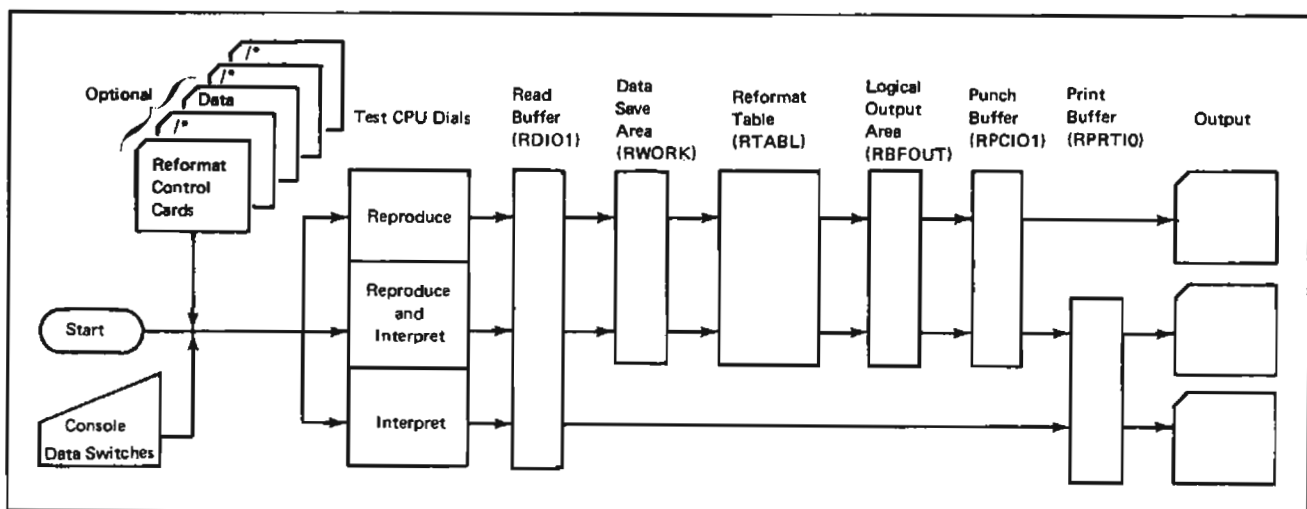 /*
/*
Optional
Data
/*
Reformat
Control
Cards
Start
Console
Data Switches
Test CPU Dials
Reproduce
Reproduce
and
Interpret
Interpret
Read
Buffer
(RDIO1)
Data
Save
Area
(RWORK)
Reformat
Table
(RTABL)
Logical
Output
Area
(RBFOUT)
Punch
Buffer
(RPCIO1)
Print
Buffer
(RPRTI0)
Output